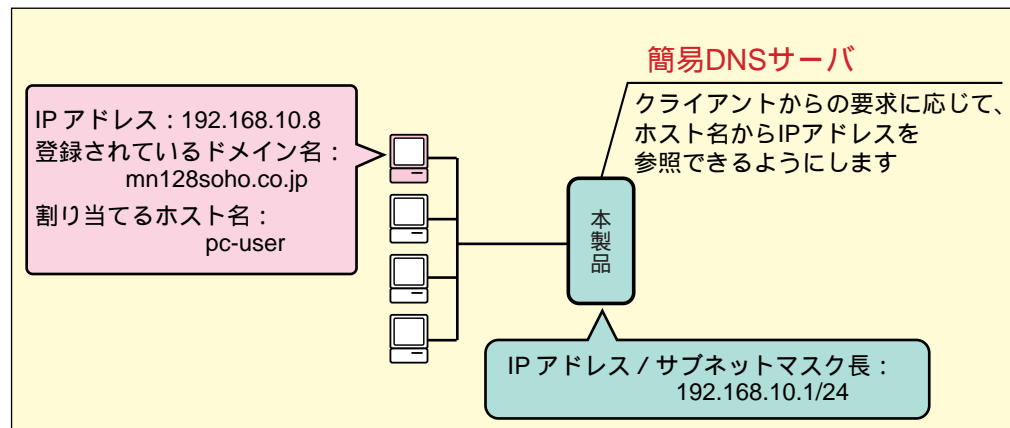 簡易DNSサーバ
クライアントからの要求に応じて、
ホスト名からIPアドレスを
参照できるようにします
IP アドレス：192.168.10.8
登録されているドメイン名：
mn128soho.co.jp
割り当てるホスト名：
pc-user
本製品
IP アドレス / サブネットマスク長：
192.168.10.1/24